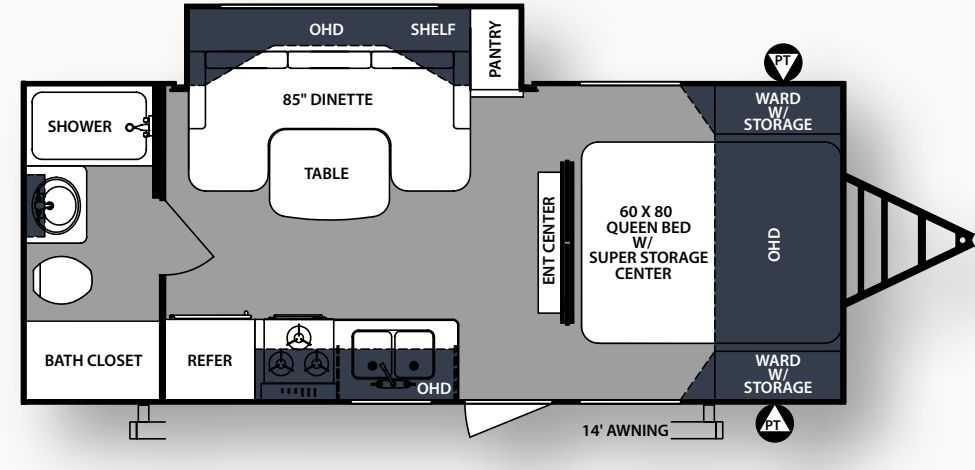 OHD
SHELF
PANTRY
PT
85" DINETTE
WARD
W/
STORAGE
SHOWER
TABLE
ENT CENTER
60 X 80
QUEEN BED
W/
SUPER STORAGE
CENTER
OHD
BATH CLOSET
REFER
OHD
WARD
W/
STORAGE
14' AWNING
PT